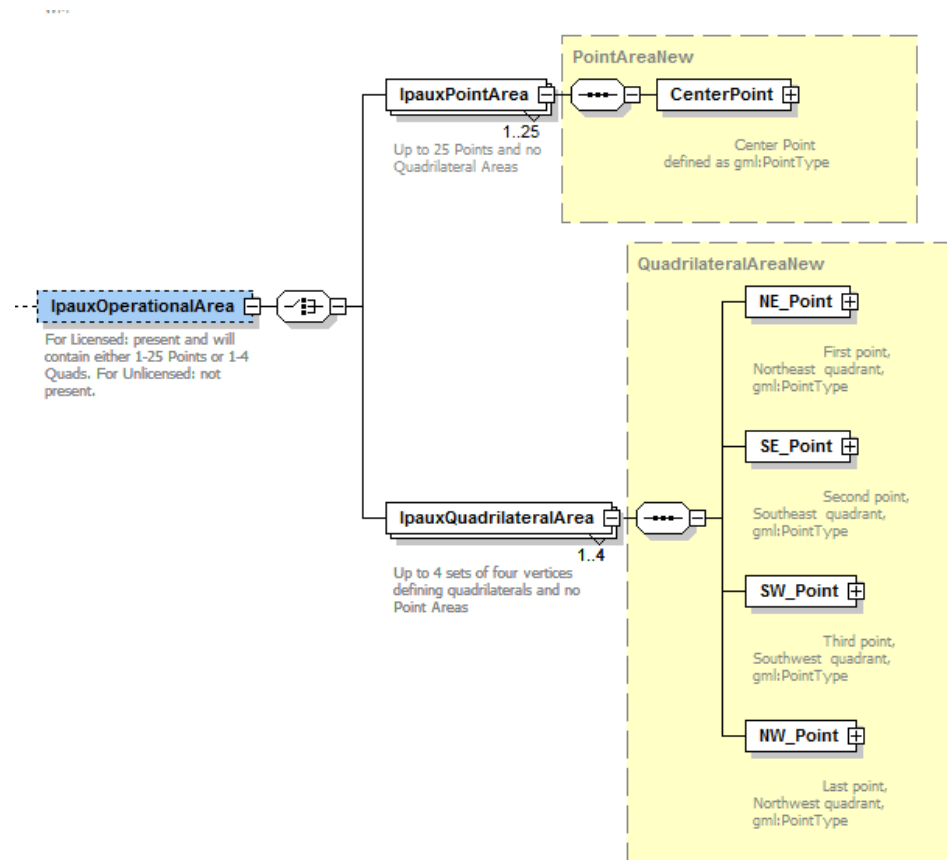 PointAreaNew
IpauxPointArea
CenterPoint
1..25
Up to 25 Points and no
Quadrilateral Areas
Center Point
defined as gml:PointType
QuadrilateralAreaNew
IpauxOperationalArea
For Licensed: present and will
contain either 1-25 Points or 1-4
Quads. For Unlicensed: not
present.
NE_Point
First point,
Northeast quadrant,
gml:PointType
SE_Point
Second point,
Southeast quadrant,
gml:PointType
IpauxQuadrilateralArea
1..4
Up to 4 sets of four vertices
defining quadrilaterals and no
Point Areas
SW_Point
Third point,
Southwest quadrant,
gml:PointType
NW_Point
Last point,
Northwest quadrant,
gml:PointType